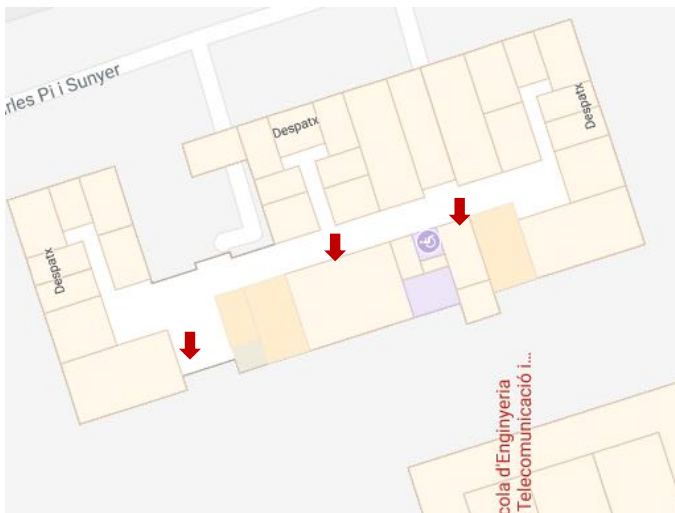 rles Pi i Sunyer
Despatx
Despatx
Despatx
cola d'Enginyeria
Telecomunicació i...